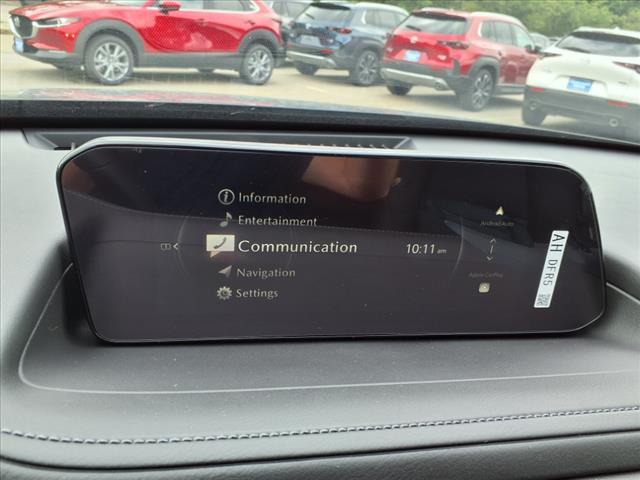 Information
Entertainment
Communication
Navigation
Settings
10:11 am
Android Auto
Apple CarPlay
AH DFR5